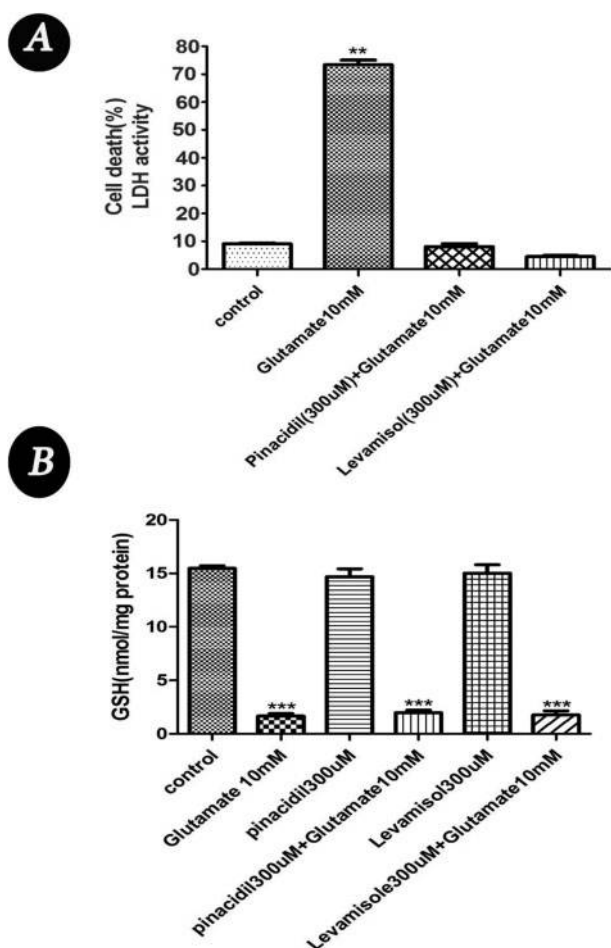 A
Cell death(%)
LDH activity
80
70
60
50
40
30
20
10
0
**
control
Glutamate10mM
Pinacidil(300uM)+Glutamate10mM
Levamisol(300uM)+Glutamate10mM
B
GSH(nmol/mg protein)
20
15
10
5
0
***
***
***
control
Glutamate 10mM
pinacidil300uM
pinacidil300uM+Glutamate10mM
Levamisol300uM
Levamisole300uM+Glutamate10mM